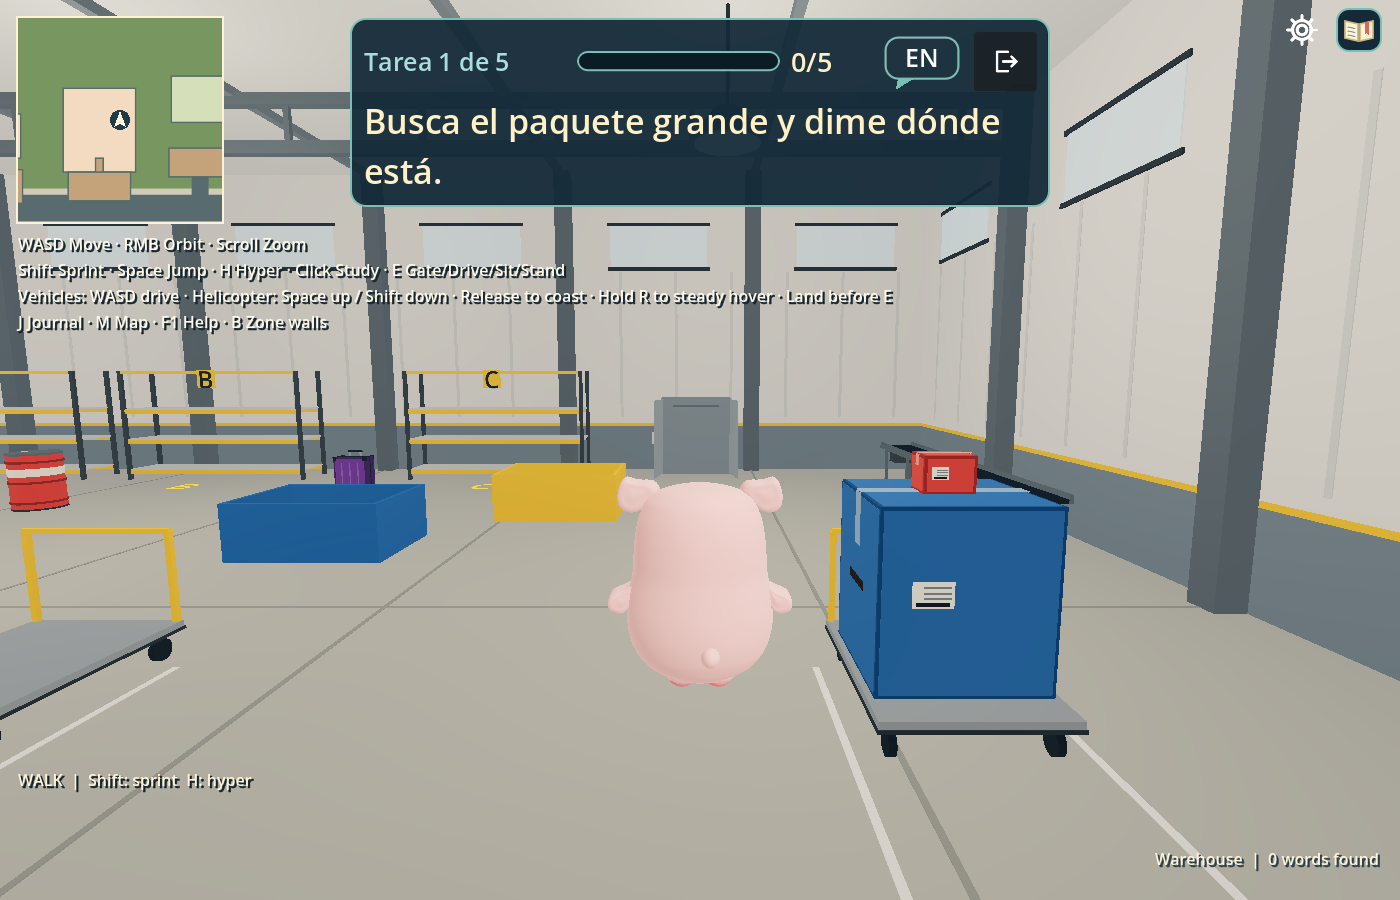 Tarea 1 de 5
0/5
EN
Busca el paquete grande y dime dónde
está.
WASD Move · RMB Orbit · Scroll Zoom
Shift Sprint · Space Jump · H Hyper · Click Study · E Gate/Drive/Sit/Stand
Vehicles: WASD drive · Helicopter: Space up / Shift down · Release to coast · Hold R to steady hover · Land before E
J Journal · M Map · F1 Help · B Zone walls
B
C
WALK | Shift: sprint H: hyper
Warehouse | 0 words found